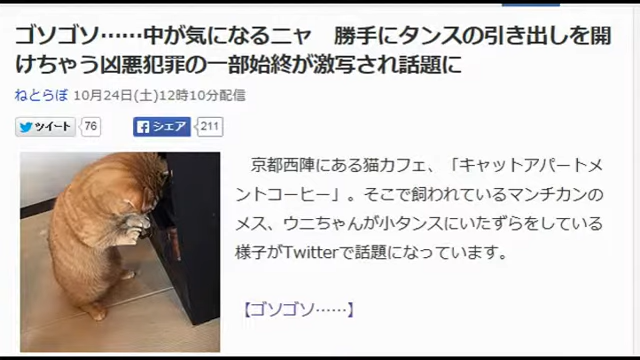 ゴソゴソ……中が気になるニャ　勝手にタンスの引き出しを開
けちゃう凶悪犯罪の一部始終が激写され話題に
ねとらぼ 10月24日(土)12時10分配信
ツイート 76 シェア 211
京都西陣にある猫カフェ、「キャットアパートメ
ントコーヒー」。そこで飼われているマンチカンの
メス、ウニちゃんが小タンスにいたずらをしている
様子がTwitterで話題になっています。
【ゴソゴソ……】